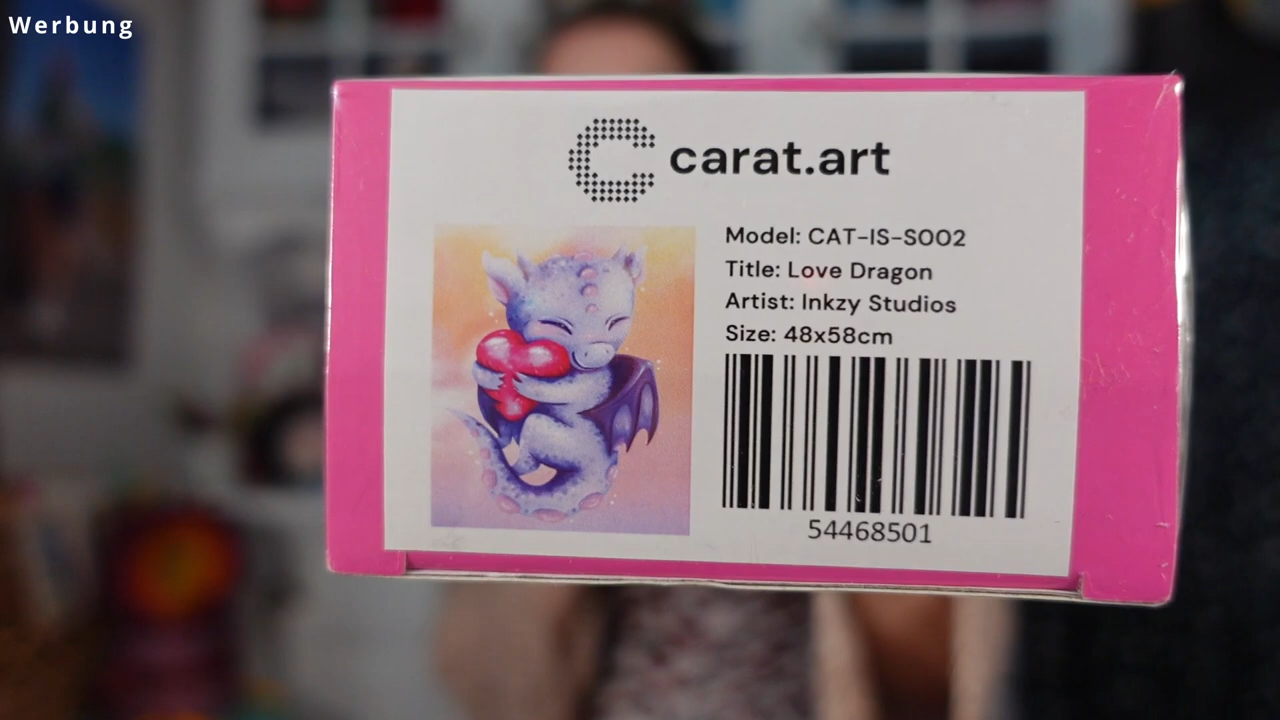 Werbung
carat.art
Model: CAT-IS-S002
Title: Love Dragon
Artist: Inkzy Studios
Size: 48x58cm
54468501